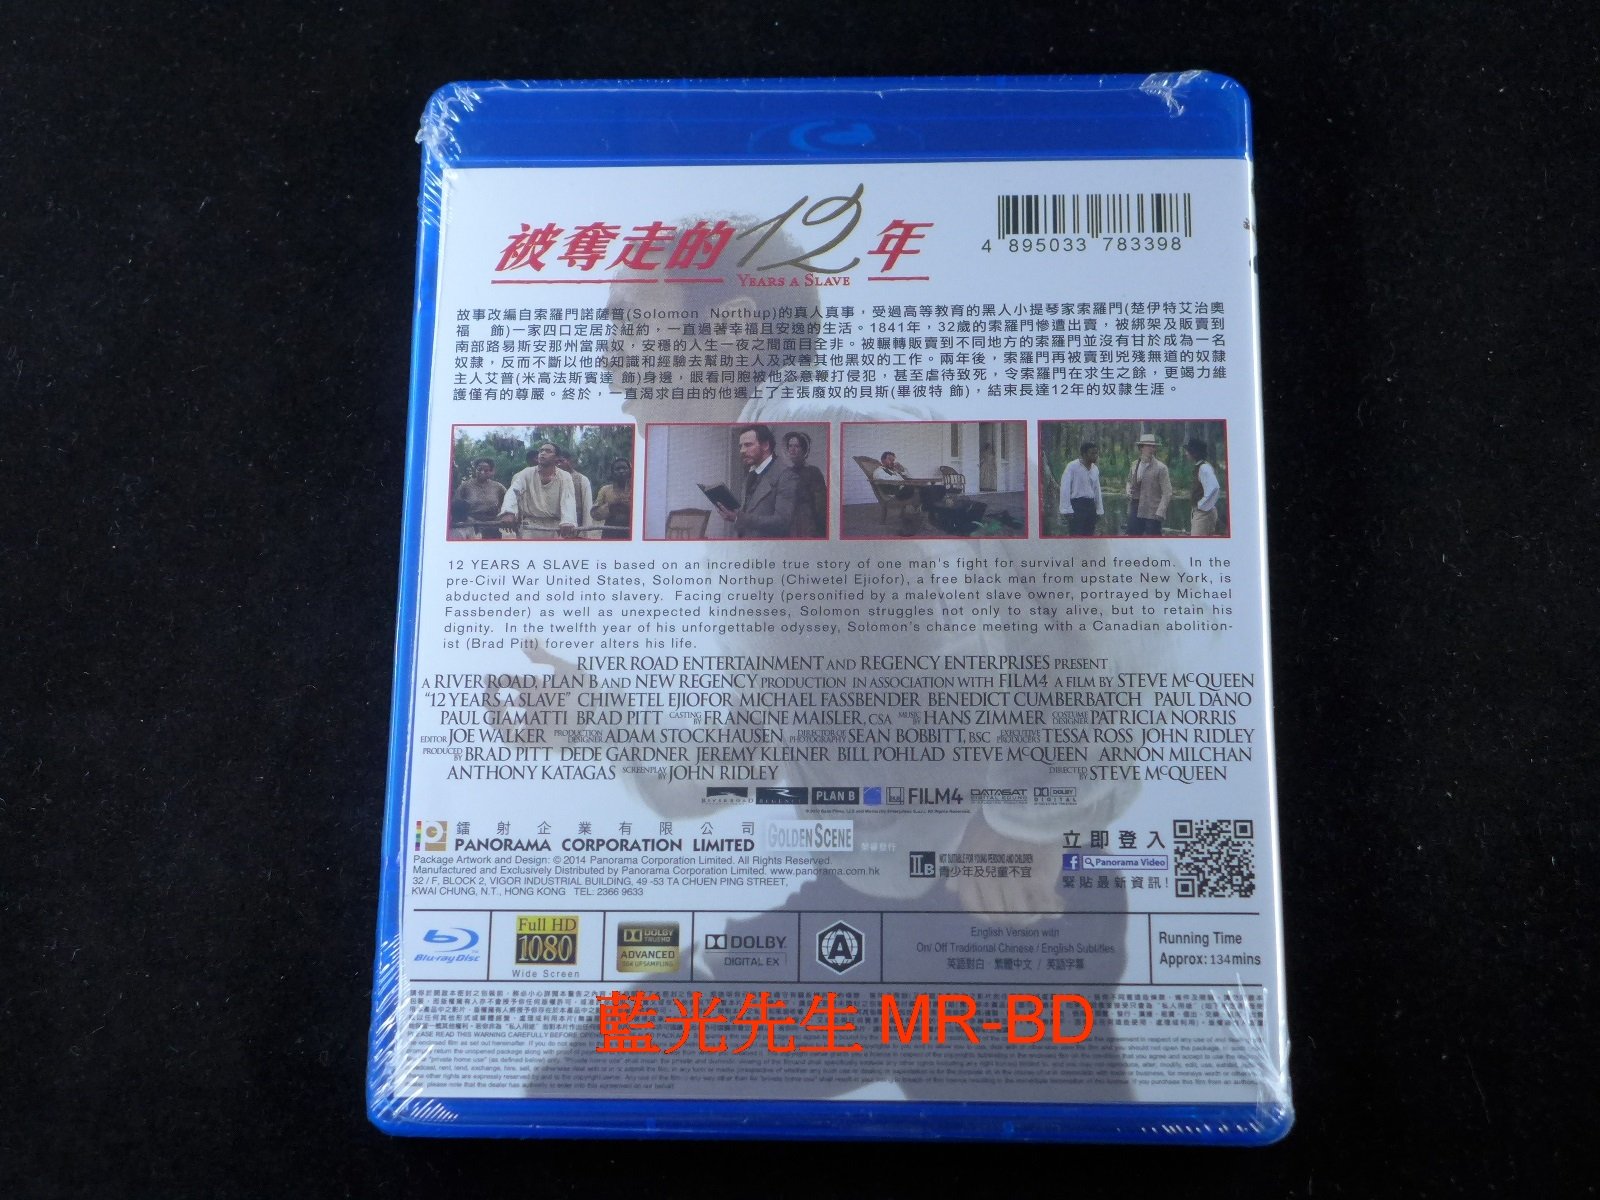 被奪走的12年
YEARS A SLAVE
4 895033 783398
故事改編自索羅門諾薩普(Solomon Northup)的真人真事，受過高等教育的黑人小提琴家索羅門(楚伊特艾治奧
福 飾)一家四口定居於紐約，一直過著幸福且安逸的生活。1841年，32歲的索羅門慘遭出賣，被綁架及販賣到
南部路易斯安那州當黑奴，安穩的人生一夜之間面目全非。被輾轉販賣到不同地方的索羅門並沒有甘於成為一名
奴隸，反而不斷以他的知識和經驗去幫助主人及改善其他黑奴的工作。兩年後，索羅門再被賣到兇殘無道的奴隸
主人艾普(米高法斯賓達 飾)身邊，眼看同胞被他恣意鞭打侵犯，甚至虐待致死，令索羅門在求生之餘，更竭力維
護僅有的尊嚴。終於，一直渴求自由的他遇上了主張廢奴的貝斯(畢彼特 飾)，結束長達12年的奴隸生涯。
12 YEARS A SLAVE is based on an incredible true story of one man's fight for survival and freedom. In the
pre-Civil War United States, Solomon Northup (Chiwetel Ejiofor), a free black man from upstate New York, is
abducted and sold into slavery. Facing cruelty (personified by a malevolent slave owner, portrayed by Michael
Fassbender) as well as unexpected kindnesses, Solomon struggles not only to stay alive, but to retain his
dignity. In the twelfth year of his unforgettable odyssey, Solomon's chance meeting with a Canadian abolition-
ist (Brad Pitt) forever alters his life.
RIVER ROAD ENTERTAINMENT AND REGENCY ENTERPRISES PRESENT
A RIVER ROAD, PLAN B AND NEW REGENCY PRODUCTION IN ASSOCIATION WITH FILM4 A FILM BY STEVE McQUEEN
"12 YEARS A SLAVE" CHIWETEL EJIOFOR MICHAEL FASSBENDER BENEDICT CUMBERBATCH PAUL DANO
PAUL GIAMATTI BRAD PITT CASTING BY FRANCINE MAISLER, CSA MUSIC BY HANS ZIMMER COSTUME DESIGNER PATRICIA NORRIS
EDITOR JOE WALKER PRODUCTION DESIGNER ADAM STOCKHAUSEN DIRECTOR OF PHOTOGRAPHY SEAN BOBBITT, BSC EXECUTIVE PRODUCERS TESSA ROSS JOHN RIDLEY
PRODUCED BY BRAD PITT DEDE GARDNER JEREMY KLEINER BILL POHLAD STEVE McQUEEN ARNON MILCHAN
ANTHONY KATAGAS SCREENPLAY BY JOHN RIDLEY DIRECTED BY STEVE McQUEEN
RIVER ROAD REGENCY PLAN B FILM4 DATASAT DIGITAL SOUND DOLBY DIGITAL
鐳射企業有限公司
PANORAMA CORPORATION LIMITED
GOLDEN SCENE
榮譽發行
Package Artwork and Design: © 2014 Panorama Corporation Limited. All Rights Reserved.
Manufactured and Exclusively Distributed by Panorama Corporation Limited. www.panorama.com.hk
32 / F, BLOCK 2, VIGOR INDUSTRIAL BUILDING, 49 -53 TA CHUEN PING STREET,
KWAI CHUNG, N.T., HONG KONG TEL: 2366 9633
IIB NOT SUITABLE FOR YOUNG PERSONS AND CHILDREN
青少年及兒童不宜
立即登入
f Panorama Video
緊貼最新資訊!
Blu-ray Disc
Full HD
1080
Wide Screen
DOLBY
TRUEHD
ADVANCED
96K UPSAMPLING
DOLBY
DIGITAL EX
A
English Version with
On/ Off Traditional Chinese / English Subtitles
英語對白 · 繁體中文 / 英語字幕
Running Time
Approx: 134mins
藍光先生 MR-BD